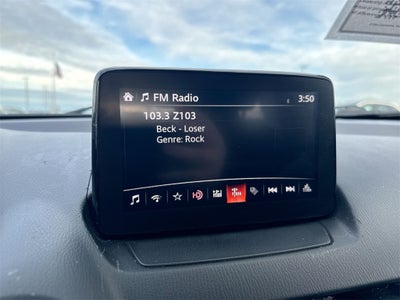 FM Radio 3:50
103.3 Z103
Beck - Loser
Genre: Rock